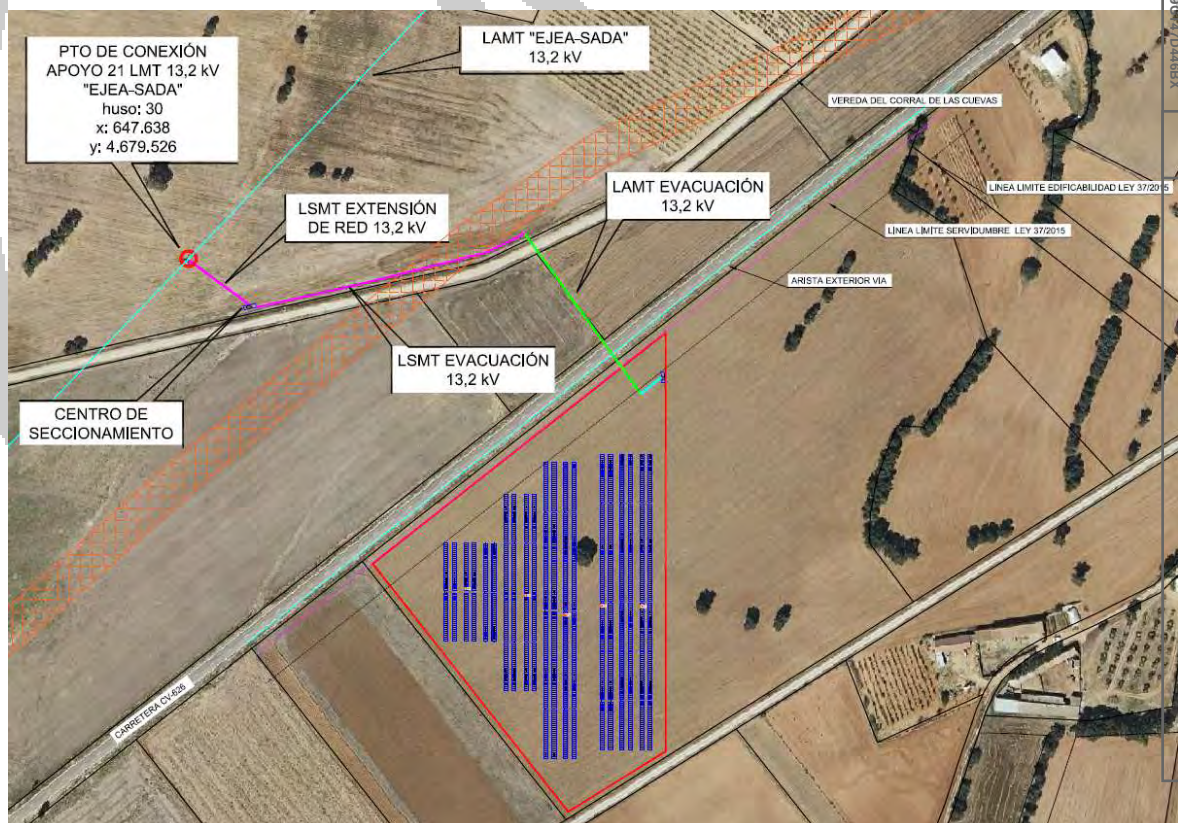 PTO DE CONEXIÓN
APOYO 21 LMT 13,2 kV
"EJEA-SADA"
huso: 30
x: 647.638
y: 4.679.526
LAMT "EJEA-SADA"
13,2 kV
VEREDA DEL CORRAL DE LAS CUEVAS
LSMT EXTENSIÓN
DE RED 13,2 kV
LAMT EVACUACIÓN
13,2 kV
LINEA LIMITE EDIFICABILIDAD LEY 37/2015
LINEA LIMITE SERVIDUMBRE LEY 37/2015
ARISTA EXTERIOR VIA
LSMT EVACUACIÓN
13,2 kV
CENTRO DE
SECCIONAMIENTO
CARRETERA CV-626